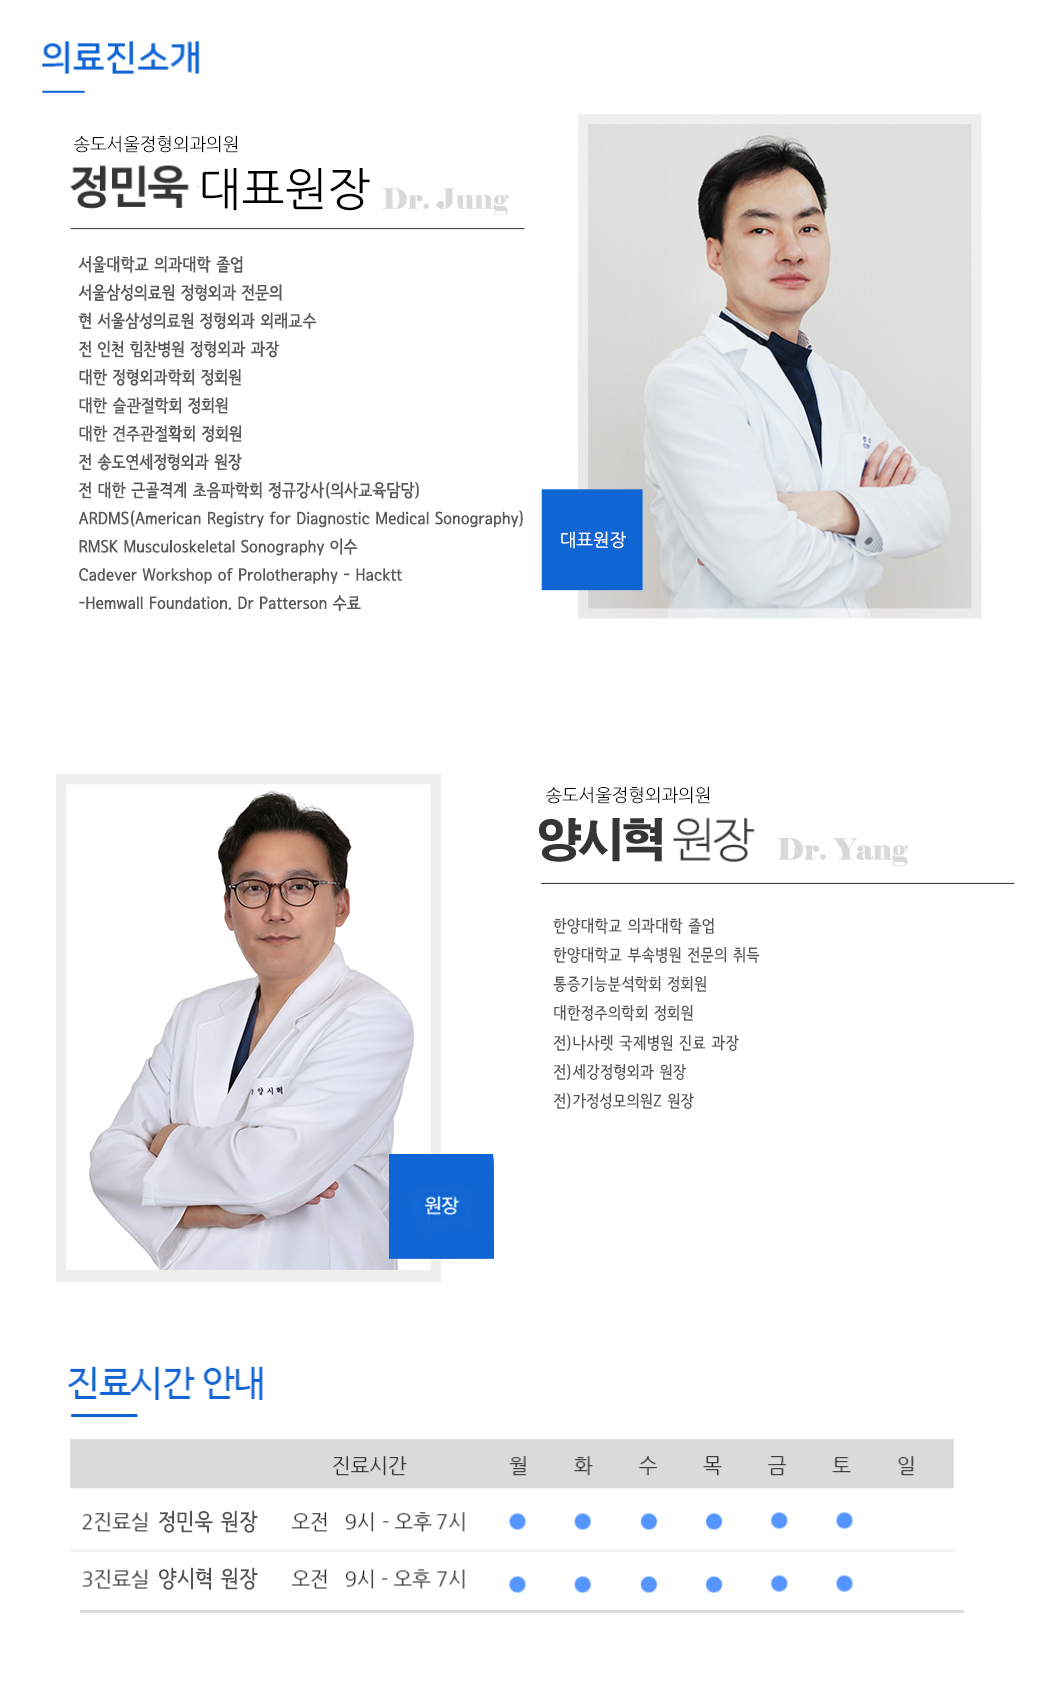 의료진소개
송도서울정형외과의원
정민욱 대표원장 Dr. Jung
서울대학교 의과대학 졸업
서울삼성의료원 정형외과 전문의
현 서울삼성의료원 정형외과 외래교수
전 인천 힘찬병원 정형외과 과장
대한 정형외과학회 정회원
대한 슬관절학회 정회원
대한 견주관절확회 정회원
전 송도연세정형외과 원장
전 대한 근골격계 초음파학회 정규강사(의사교육담당)
ARDMS(American Registry for Diagnostic Medical Sonography)
RMSK Musculoskeletal Sonography 이수
Cadever Workshop of Prolotheraphy - Hacktt
-Hemwall Foundation. Dr Patterson 수료
대표원장
송도서울정형외과의원
양시혁 원장 Dr. Yang
한양대학교 의과대학 졸업
한양대학교 부속병원 전문의 취득
통증기능분석학회 정회원
대한정주의학회 정회원
전)나사렛 국제병원 진료 과장
전)세강정형외과 원장
전)가정성모의원Z 원장
양시혁
원장
진료시간 안내
진료시간 월 화 수 목 금 토 일
2진료실 정민욱 원장 오전 9시 - 오후 7시
3진료실 양시혁 원장 오전 9시 - 오후 7시